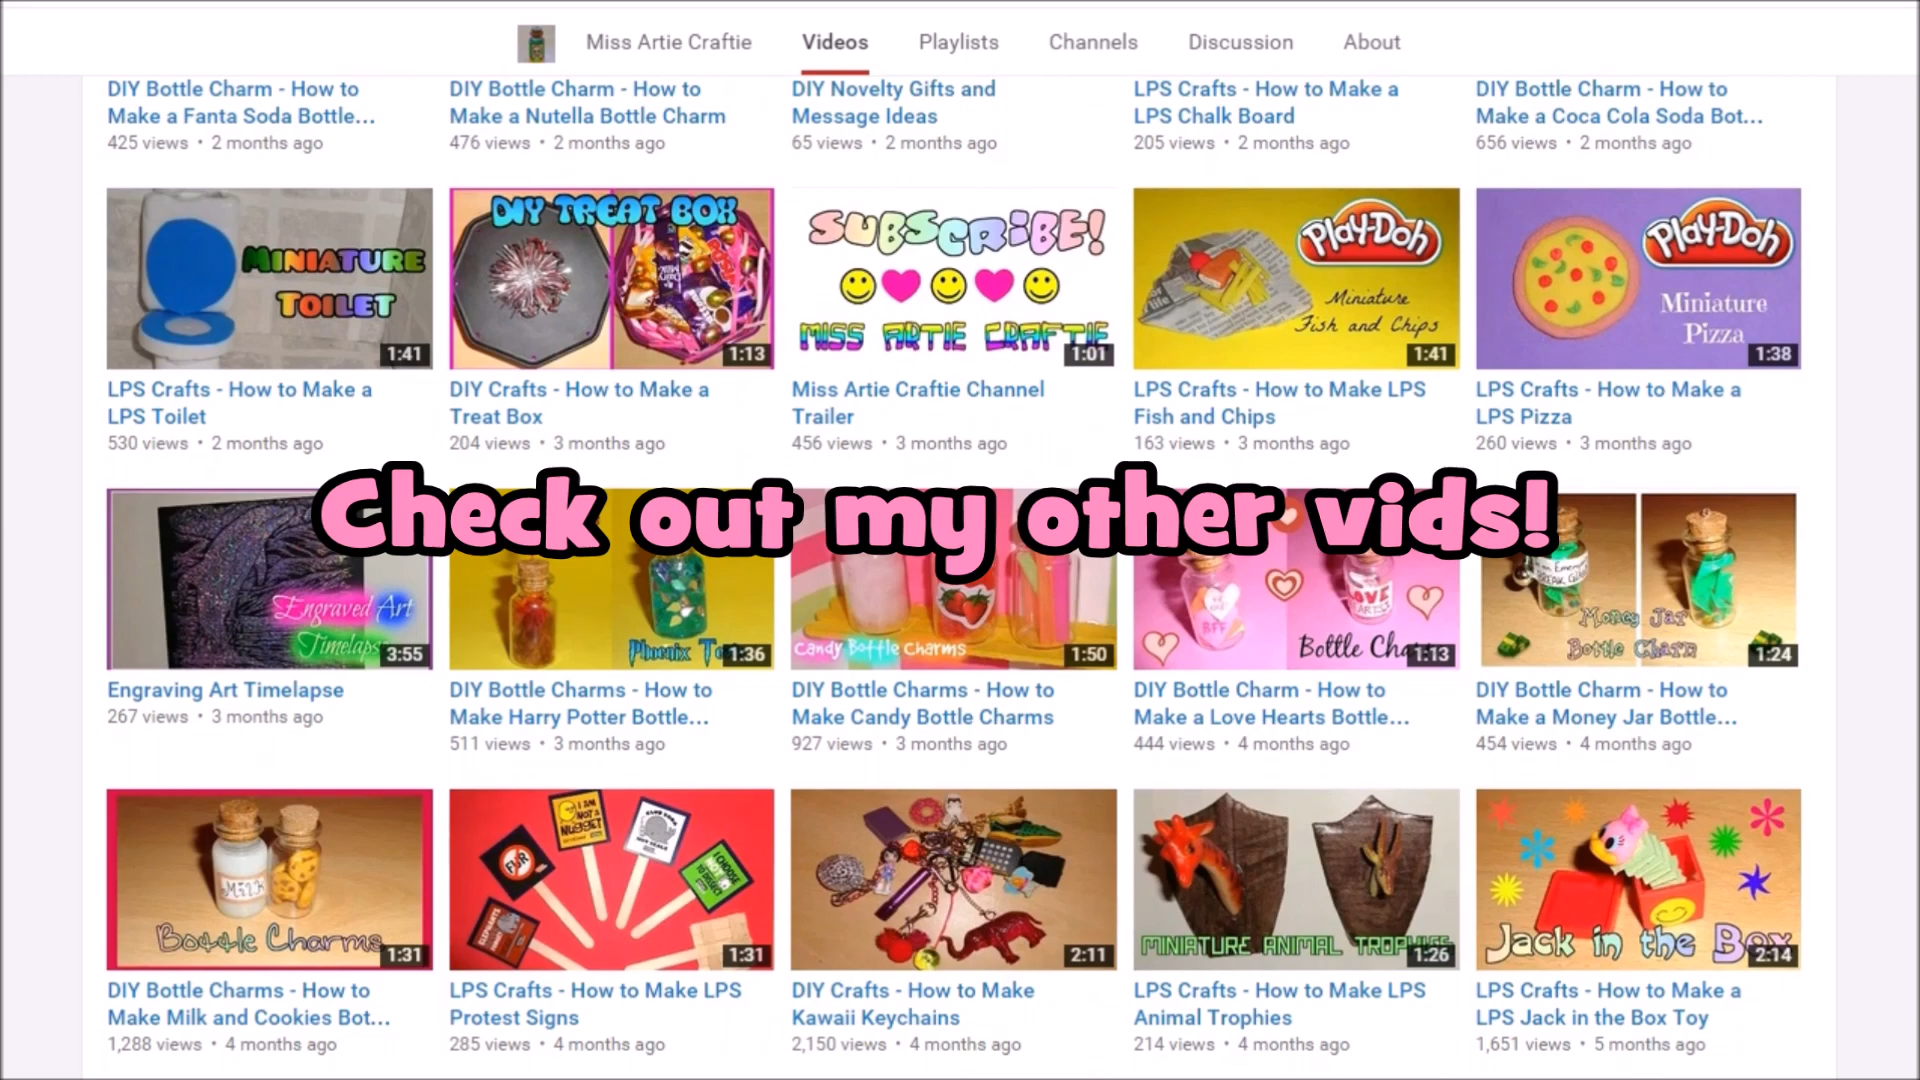 Miss Artie Craftie
Videos
Playlists
Channels
Discussion
About
DIY Bottle Charm - How to
Make a Fanta Soda Bottle...
425 views • 2 months ago
DIY Bottle Charm - How to
Make a Nutella Bottle Charm
476 views • 2 months ago
DIY Novelty Gifts and
Message Ideas
65 views • 2 months ago
LPS Crafts - How to Make a
LPS Chalk Board
205 views • 2 months ago
DIY Bottle Charm - How to
Make a Coca Cola Soda Bot...
656 views • 2 months ago
MINIATURE
TOILET
1:41
LPS Crafts - How to Make a
LPS Toilet
530 views • 2 months ago
DIY TREAT BOX
1:13
DIY Crafts - How to Make a
Treat Box
204 views • 3 months ago
SUBSCRIBE!
MISS ARTIE CRAFTIE
1:01
Miss Artie Craftie Channel
Trailer
456 views • 3 months ago
Play-Doh
Miniature
Fish and Chips
1:41
LPS Crafts - How to Make LPS
Fish and Chips
163 views • 3 months ago
Play-Doh
Miniature
Pizza
1:38
LPS Crafts - How to Make a
LPS Pizza
260 views • 3 months ago
Check out my other vids!
Engraved Art
Timelapse
3:55
Engraving Art Timelapse
267 views • 3 months ago
Phoenix
1:36
DIY Bottle Charms - How to
Make Harry Potter Bottle...
511 views • 3 months ago
Candy Bottle Charms
1:50
DIY Bottle Charms - How to
Make Candy Bottle Charms
927 views • 3 months ago
BFF
LOVE
Bottle
1:13
DIY Bottle Charm - How to
Make a Love Hearts Bottle...
444 views • 4 months ago
Money Jar
Bottle Charm
1:24
DIY Bottle Charm - How to
Make a Money Jar Bottle...
454 views • 4 months ago
MILK
Bottle Charms
1:31
DIY Bottle Charms - How to
Make Milk and Cookies Bot...
1,288 views • 4 months ago
FUR
I AM
NOT A
NUGGET
I CHOOSE
1:31
LPS Crafts - How to Make LPS
Protest Signs
285 views • 4 months ago
2:11
DIY Crafts - How to Make
Kawaii Keychains
2,150 views • 4 months ago
MINIATURE ANIMAL TROPHIES
1:26
LPS Crafts - How to Make LPS
Animal Trophies
214 views • 4 months ago
Jack in the Box
2:14
LPS Crafts - How to Make a
LPS Jack in the Box Toy
1,651 views • 5 months ago